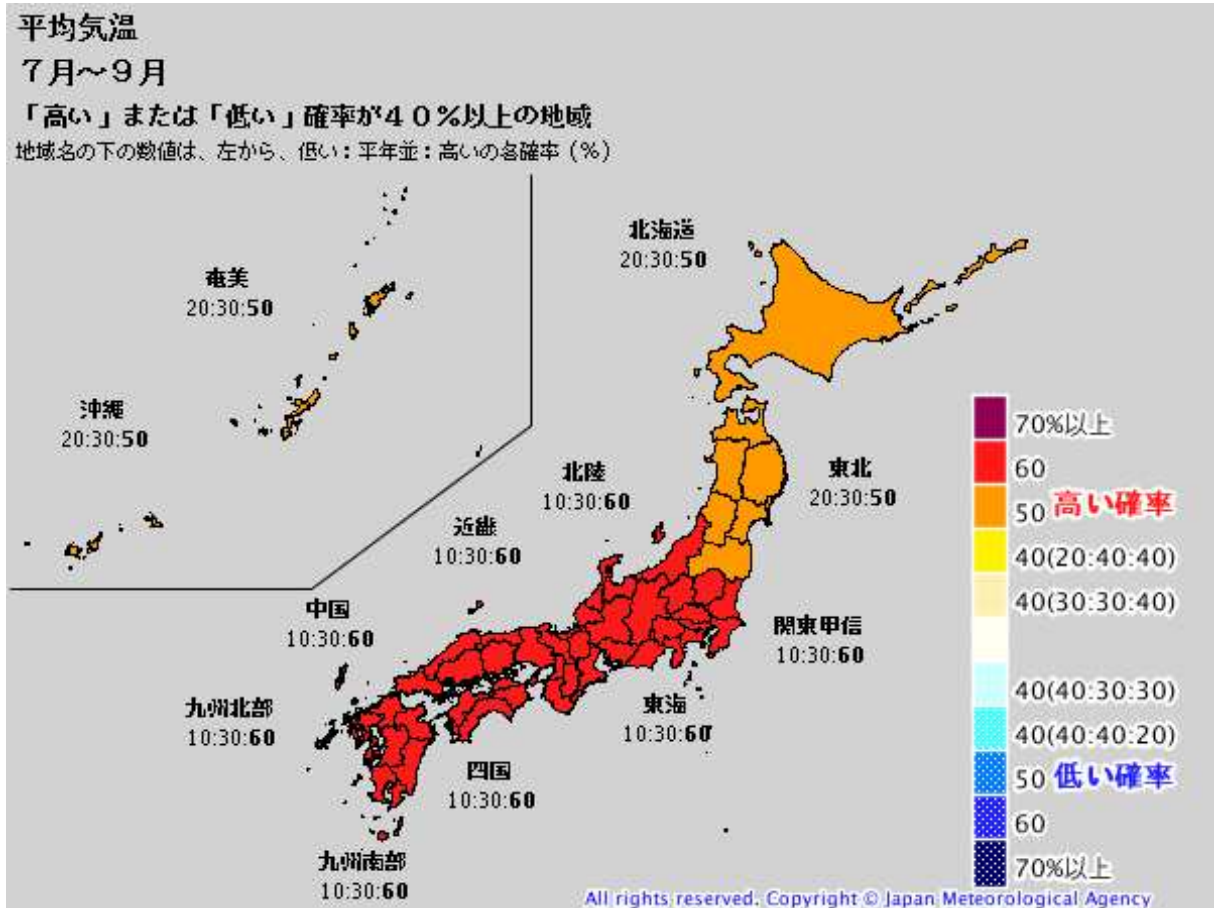 平均気温
７月～９月
「高い」または「低い」確率が４０％以上の地域
地域名の下の数値は、左から、低い：平年並：高いの各確率（％）
北海道
20:30:50
奄美
20:30:50
沖縄
20:30:50
北陸
10:30:60
東北
20:30:50
近畿
10:30:60
中国
10:30:60
関東甲信
10:30:60
九州北部
10:30:60
東海
10:30:60
四国
10:30:60
九州南部
10:30:60
70%以上
60
50 高い確率
40(20:40:40)
40(30:30:40)
40(40:30:30)
40(40:40:20)
50 低い確率
60
70%以上
All rights reserved. Copyright © Japan Meteorological Agency